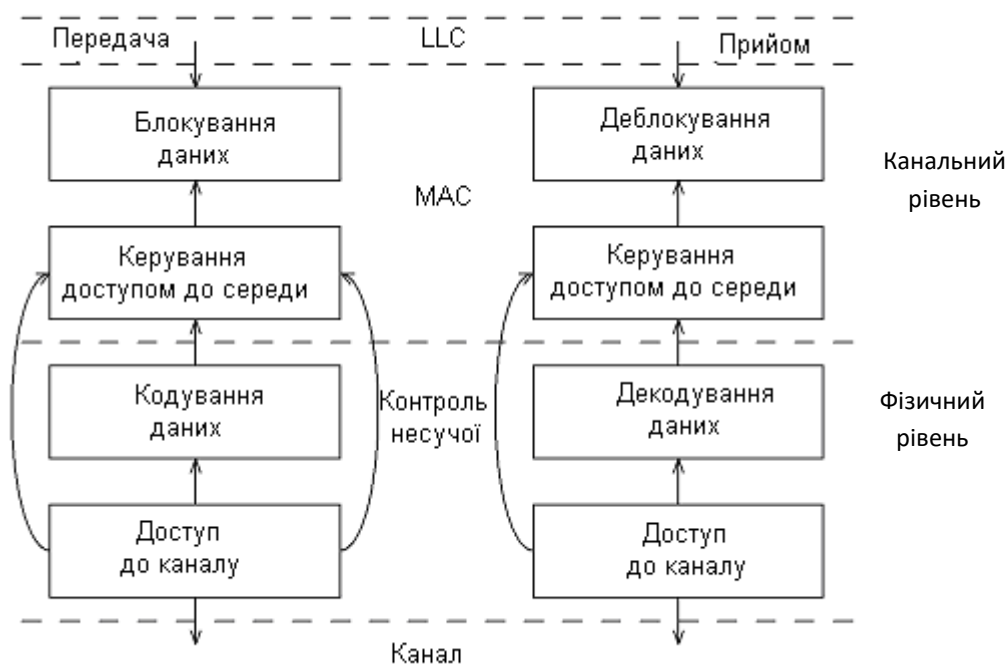 Передача
LLC
Прийом
Блокування
даних
Деблокування
даних
Канальний
рівень
MAC
Керування
доступом до середи
Керування
доступом до середи
Кодування
даних
Контроль
несучої
Декодування
даних
Фізичний
рівень
Доступ
до каналу
Доступ
до каналу
Канал